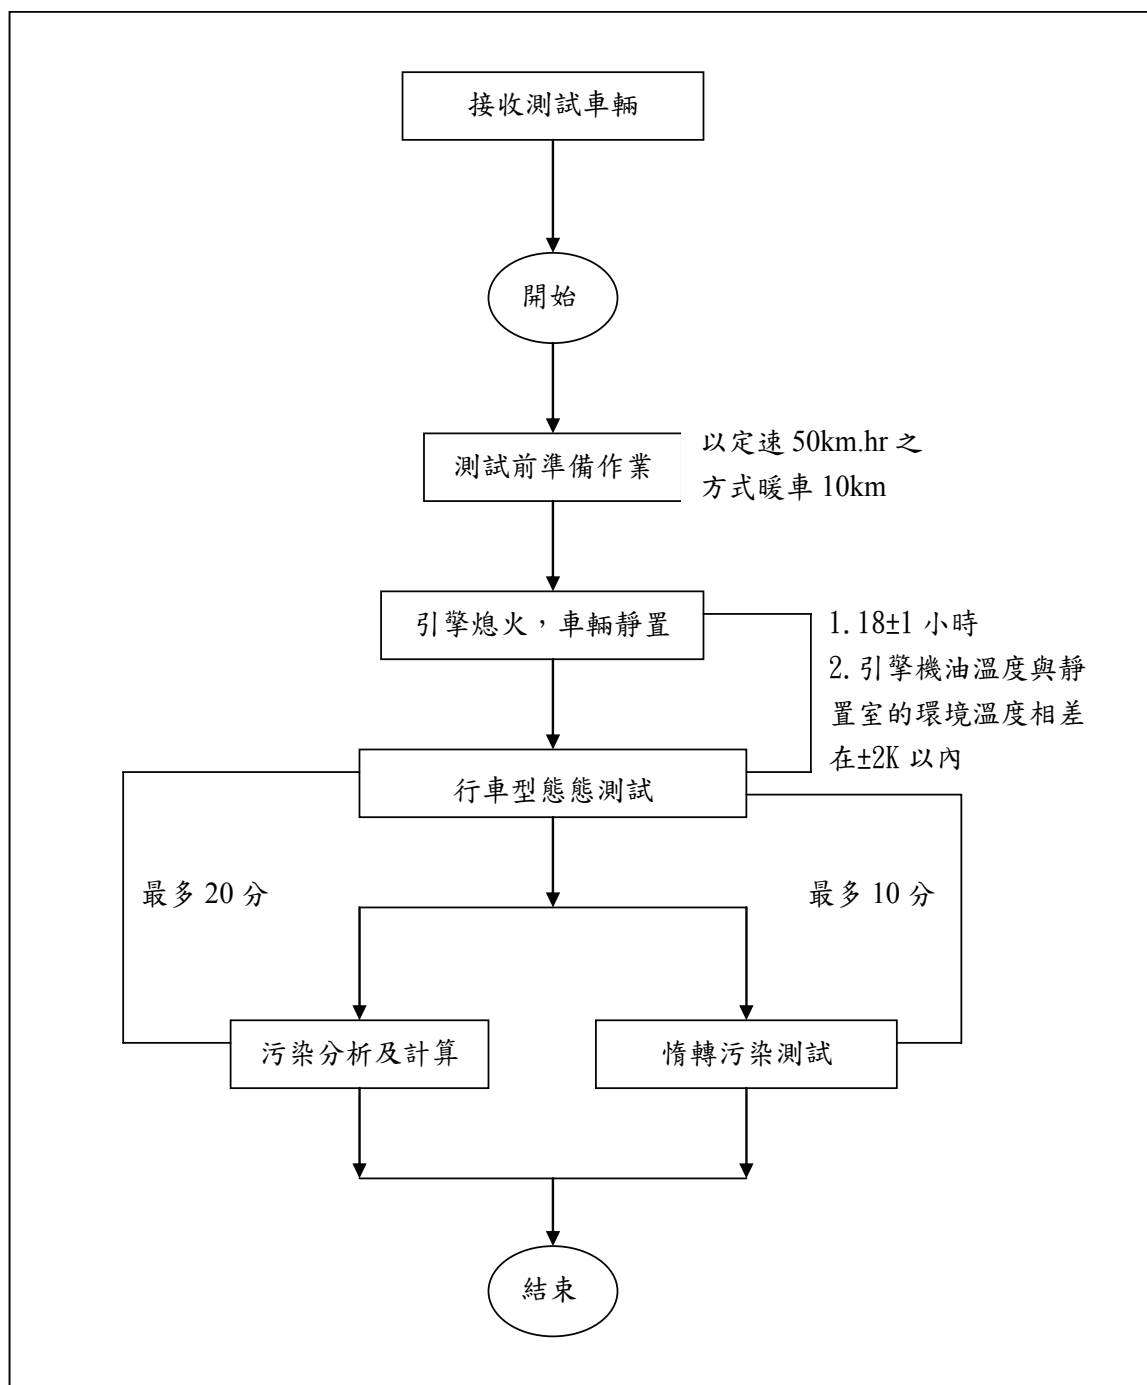 接收測試車輛
開始
測試前準備作業
以定速 50km.hr 之
方式暖車 10km
引擎熄火，車輛靜置
1.18±1 小時
2.引擎機油溫度與靜
置室的環境溫度相差
在±2K 以內
行車型態態測試
最多 20 分
最多 10 分
污染分析及計算
惰轉污染測試
結束